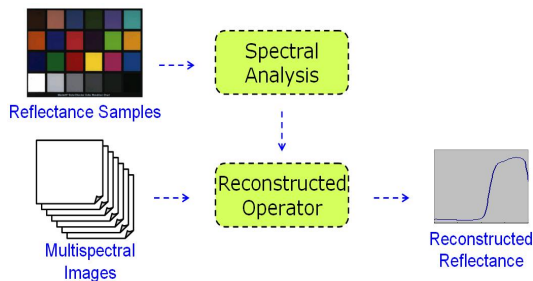 Spectral
Analysis
Reflectance Samples
Reconstructed
Operator
Multispectral
Images
Reconstructed
Reflectance